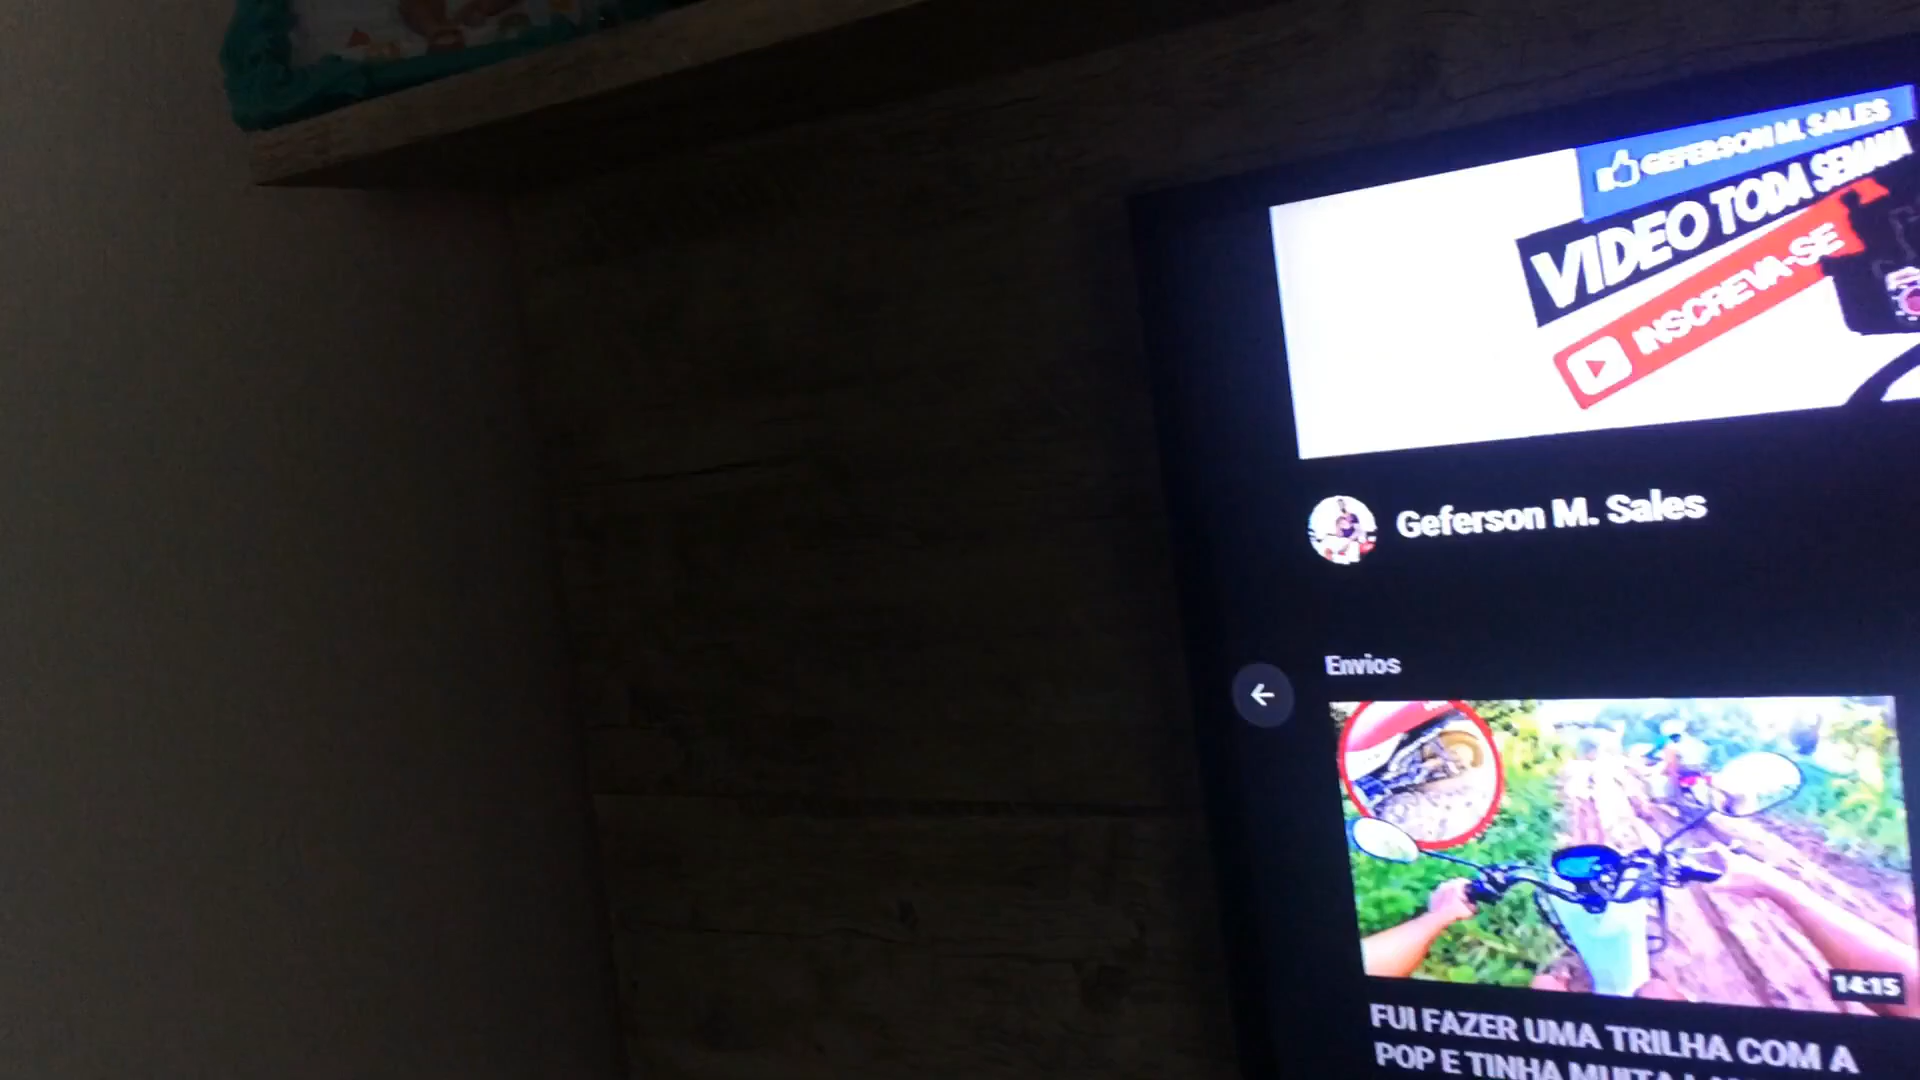 GEFERSON M. SALES
VIDEO TODA SEMANA
INSCREVA-SE
Geferson M. Sales
Envios
14:15
FUI FAZER UMA TRILHA COM A
POP E TINHA MUITA